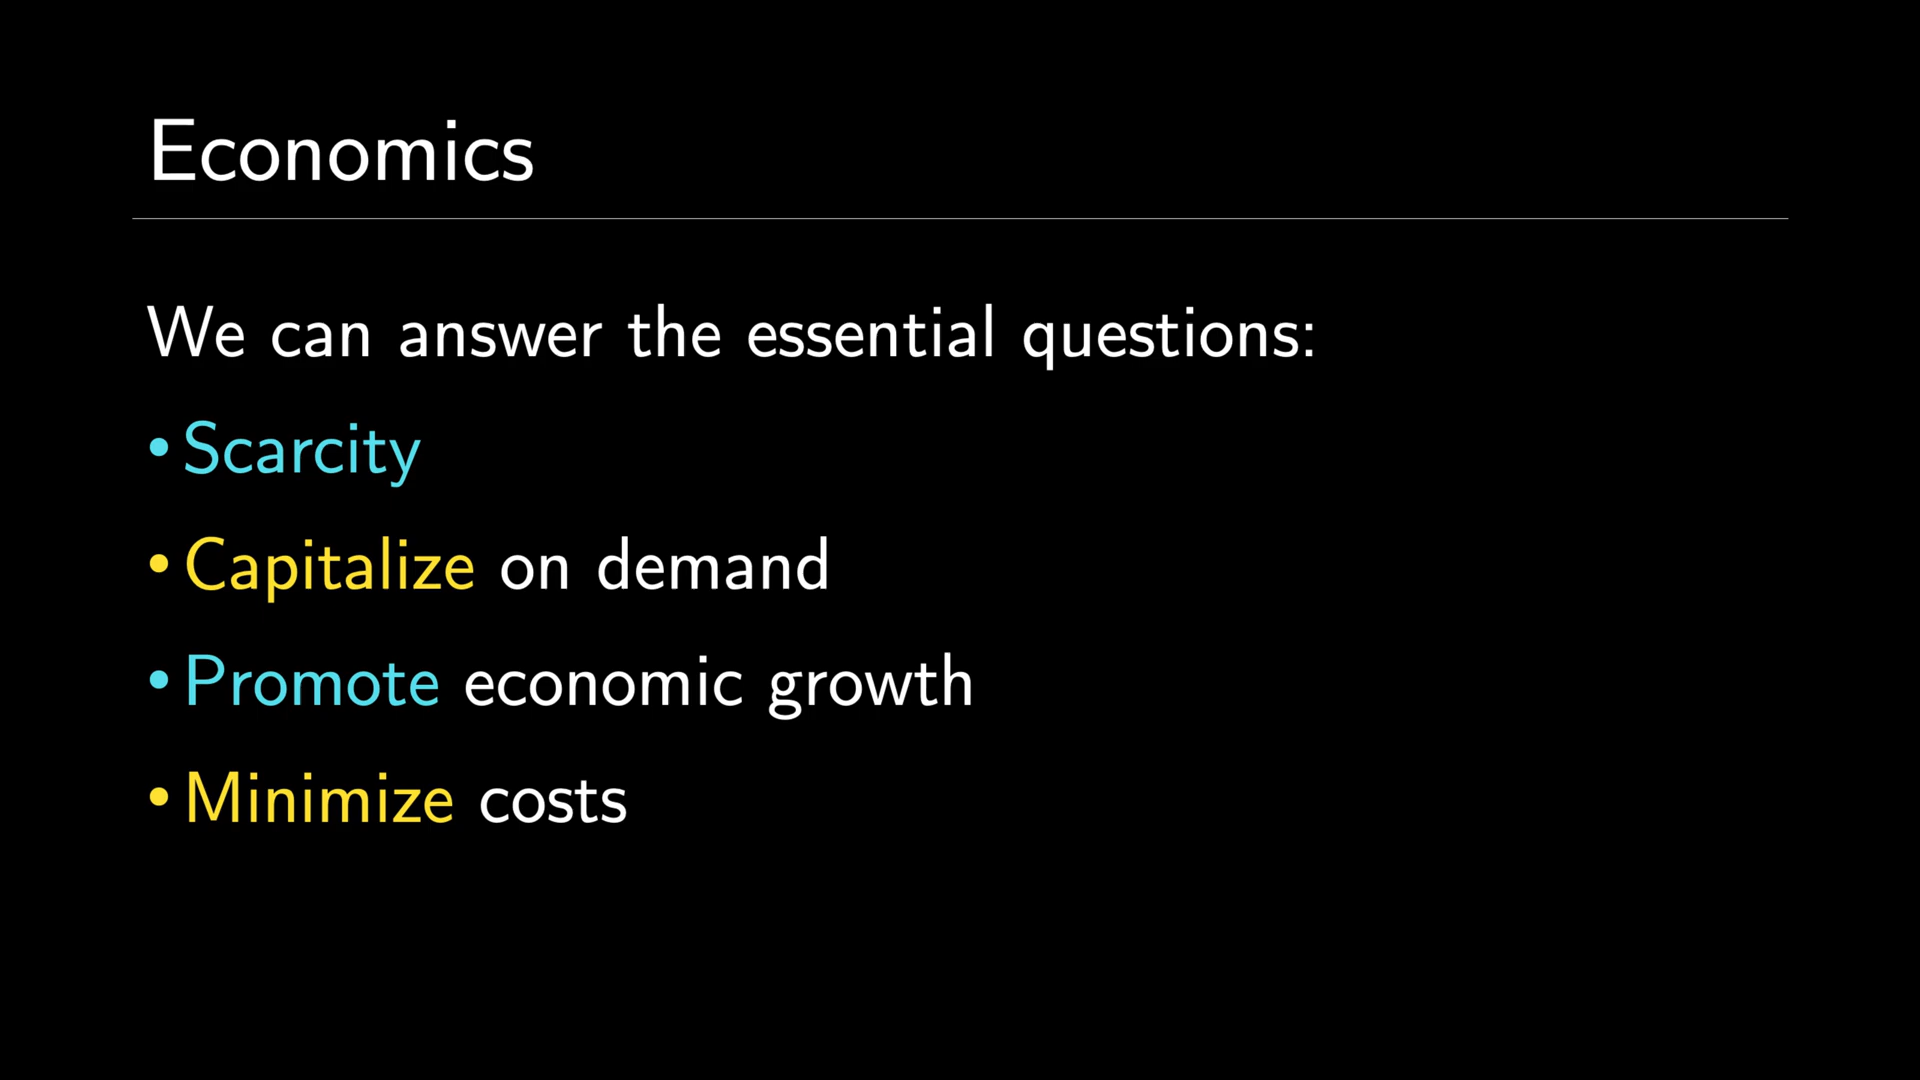 Economics
We can answer the essential questions:
• Scarcity
• Capitalize on demand
• Promote economic growth
• Minimize costs